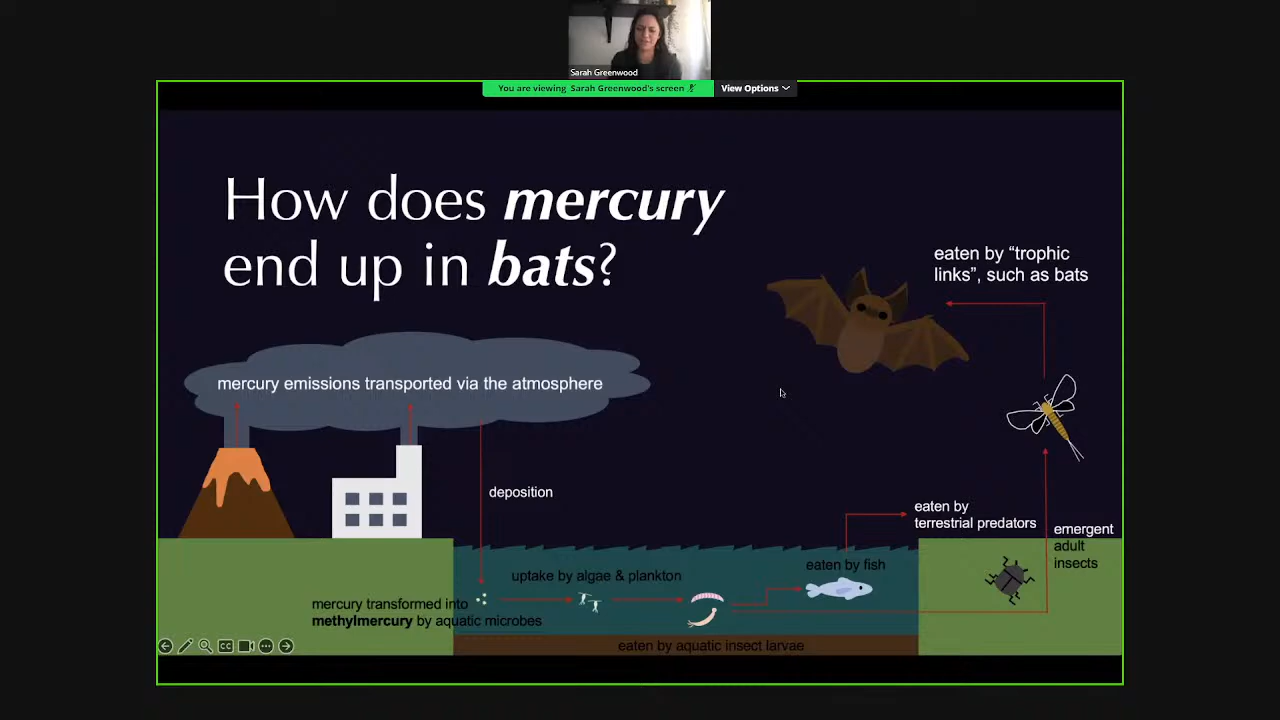 Sarah Greenwood
You are viewing Sarah Greenwood's screen
View Options
How does mercury
end up in bats?
eaten by “trophic
links”, such as bats
mercury emissions transported via the atmosphere
deposition
eaten by
terrestrial predators
emergent
adult
insects
eaten by fish
uptake by algae & plankton
mercury transformed into
methylmercury by aquatic microbes
eaten by aquatic insect larvae
CC